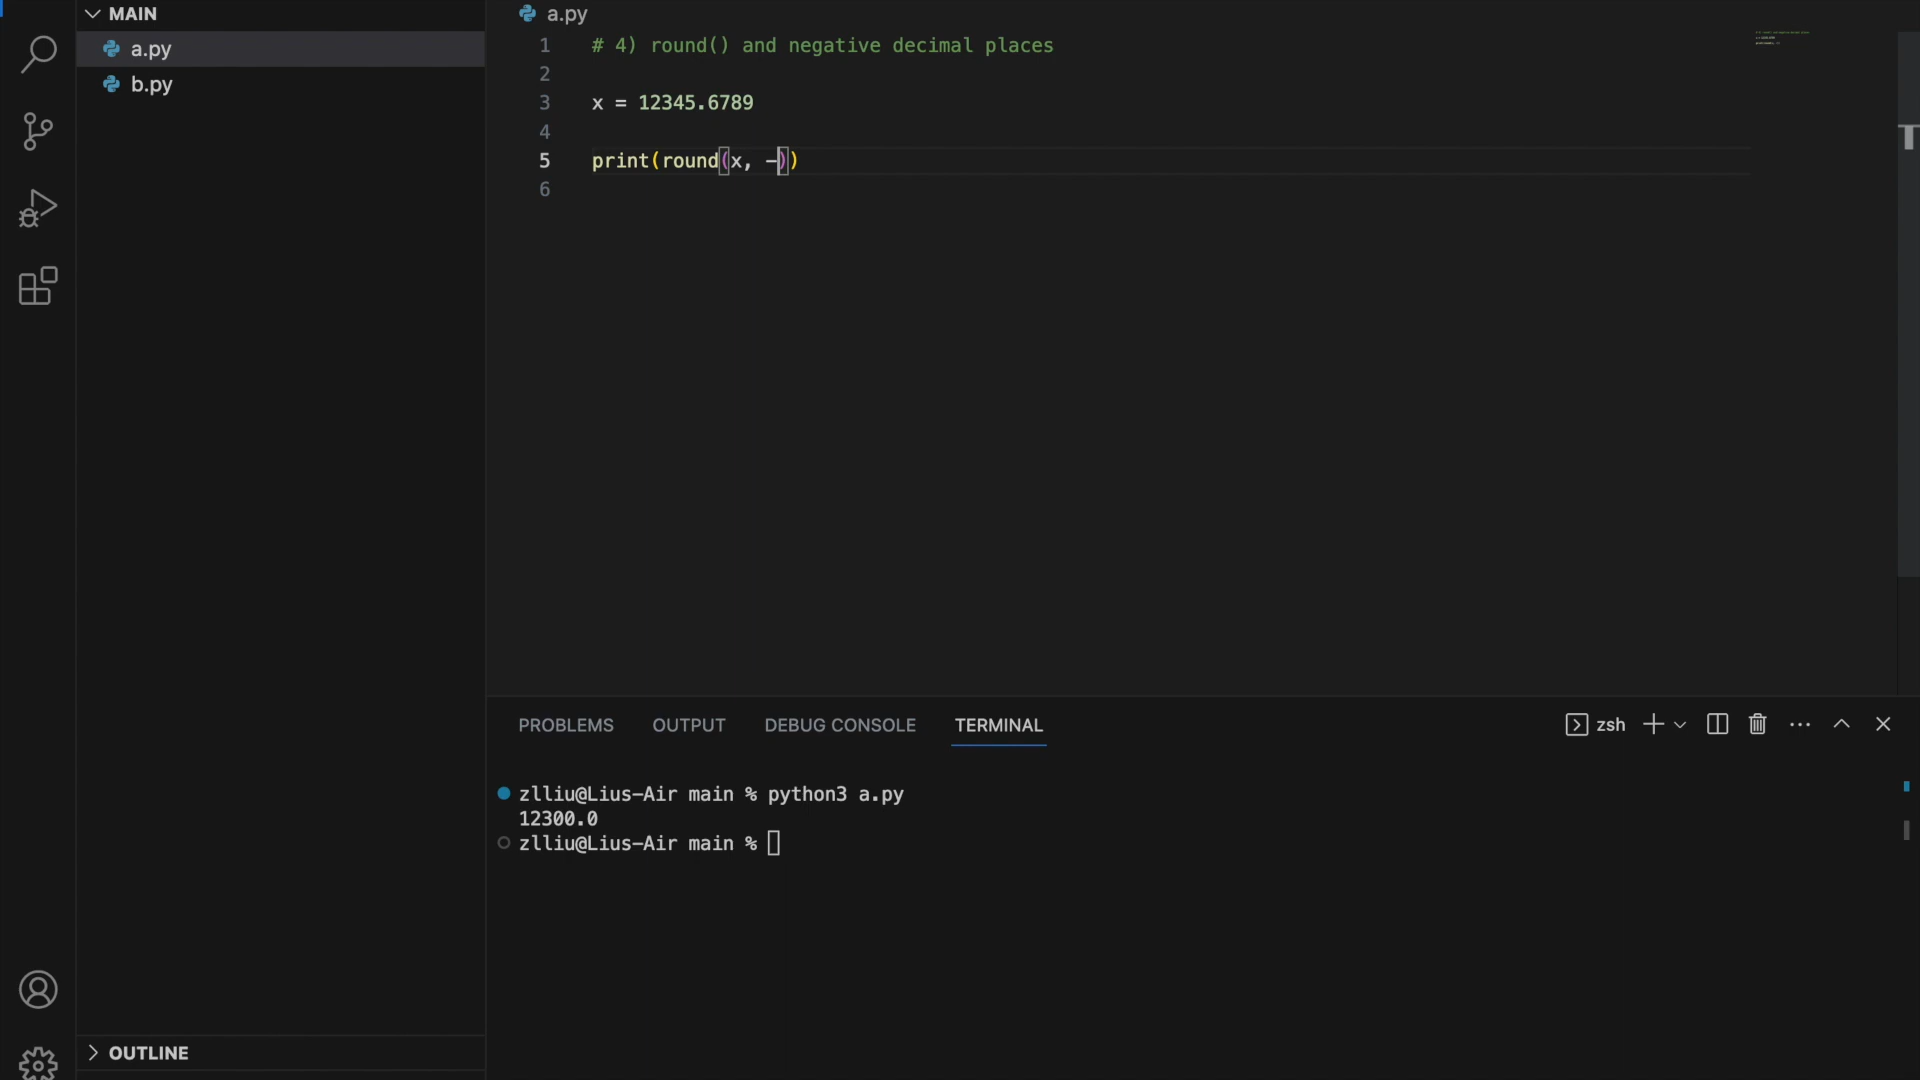 MAIN
a.py
b.py
OUTLINE
a.py
1 # 4) round() and negative decimal places
2
3 x = 12345.6789
4
5 print(round(x, -))
6
PROBLEMS OUTPUT DEBUG CONSOLE TERMINAL zsh
zlliu@Lius-Air main % python3 a.py
12300.0
zlliu@Lius-Air main %